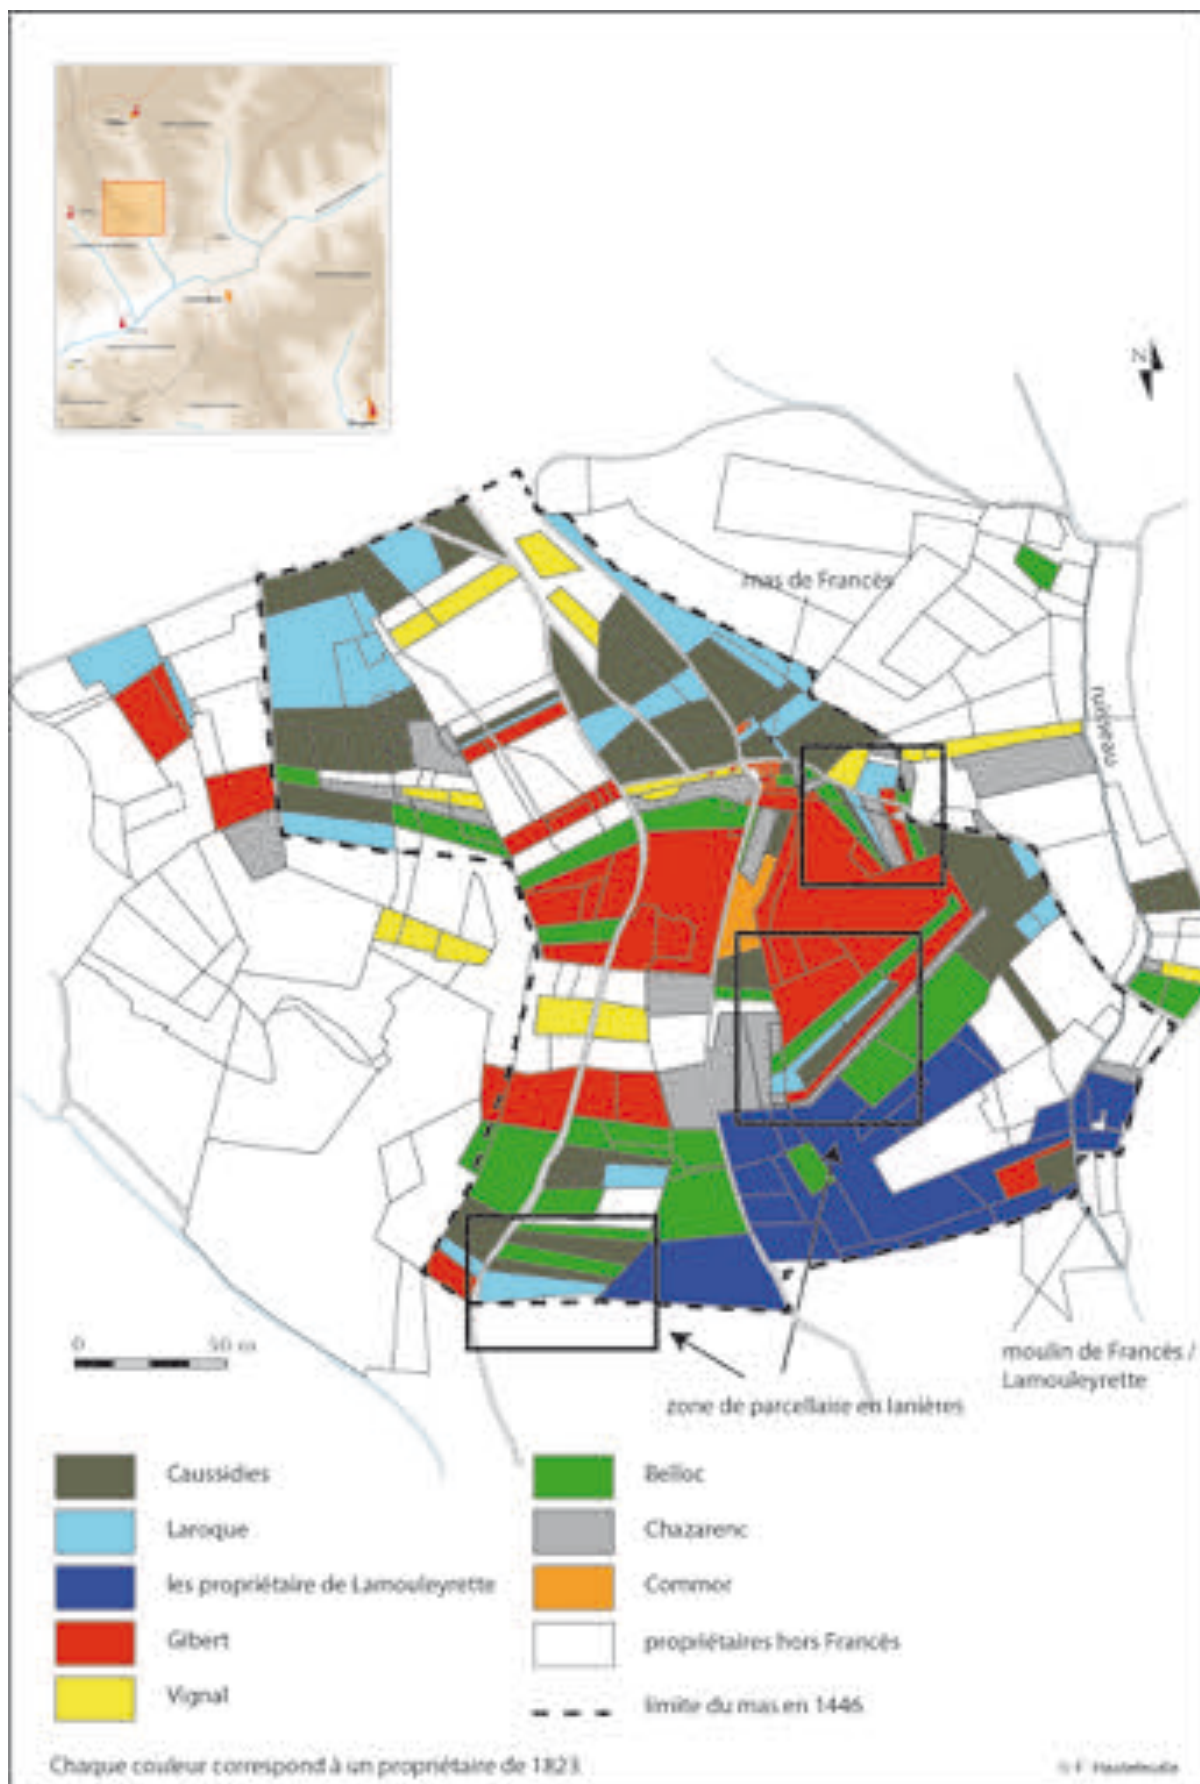 N
mas de Francès
ruisseau
0 50 m
moulin de Francès /
Lamouleyrette
zone de parcellaire en lanières
Caussidies
Laroque
les propriétaire de Lamouleyrette
Gibert
Vignal
Belloc
Chazarenc
Commor
propriétaires hors Francès
limite du mas en 1446
Chaque couleur correspond à un propriétaire de 1823
© F. Hautefeuille